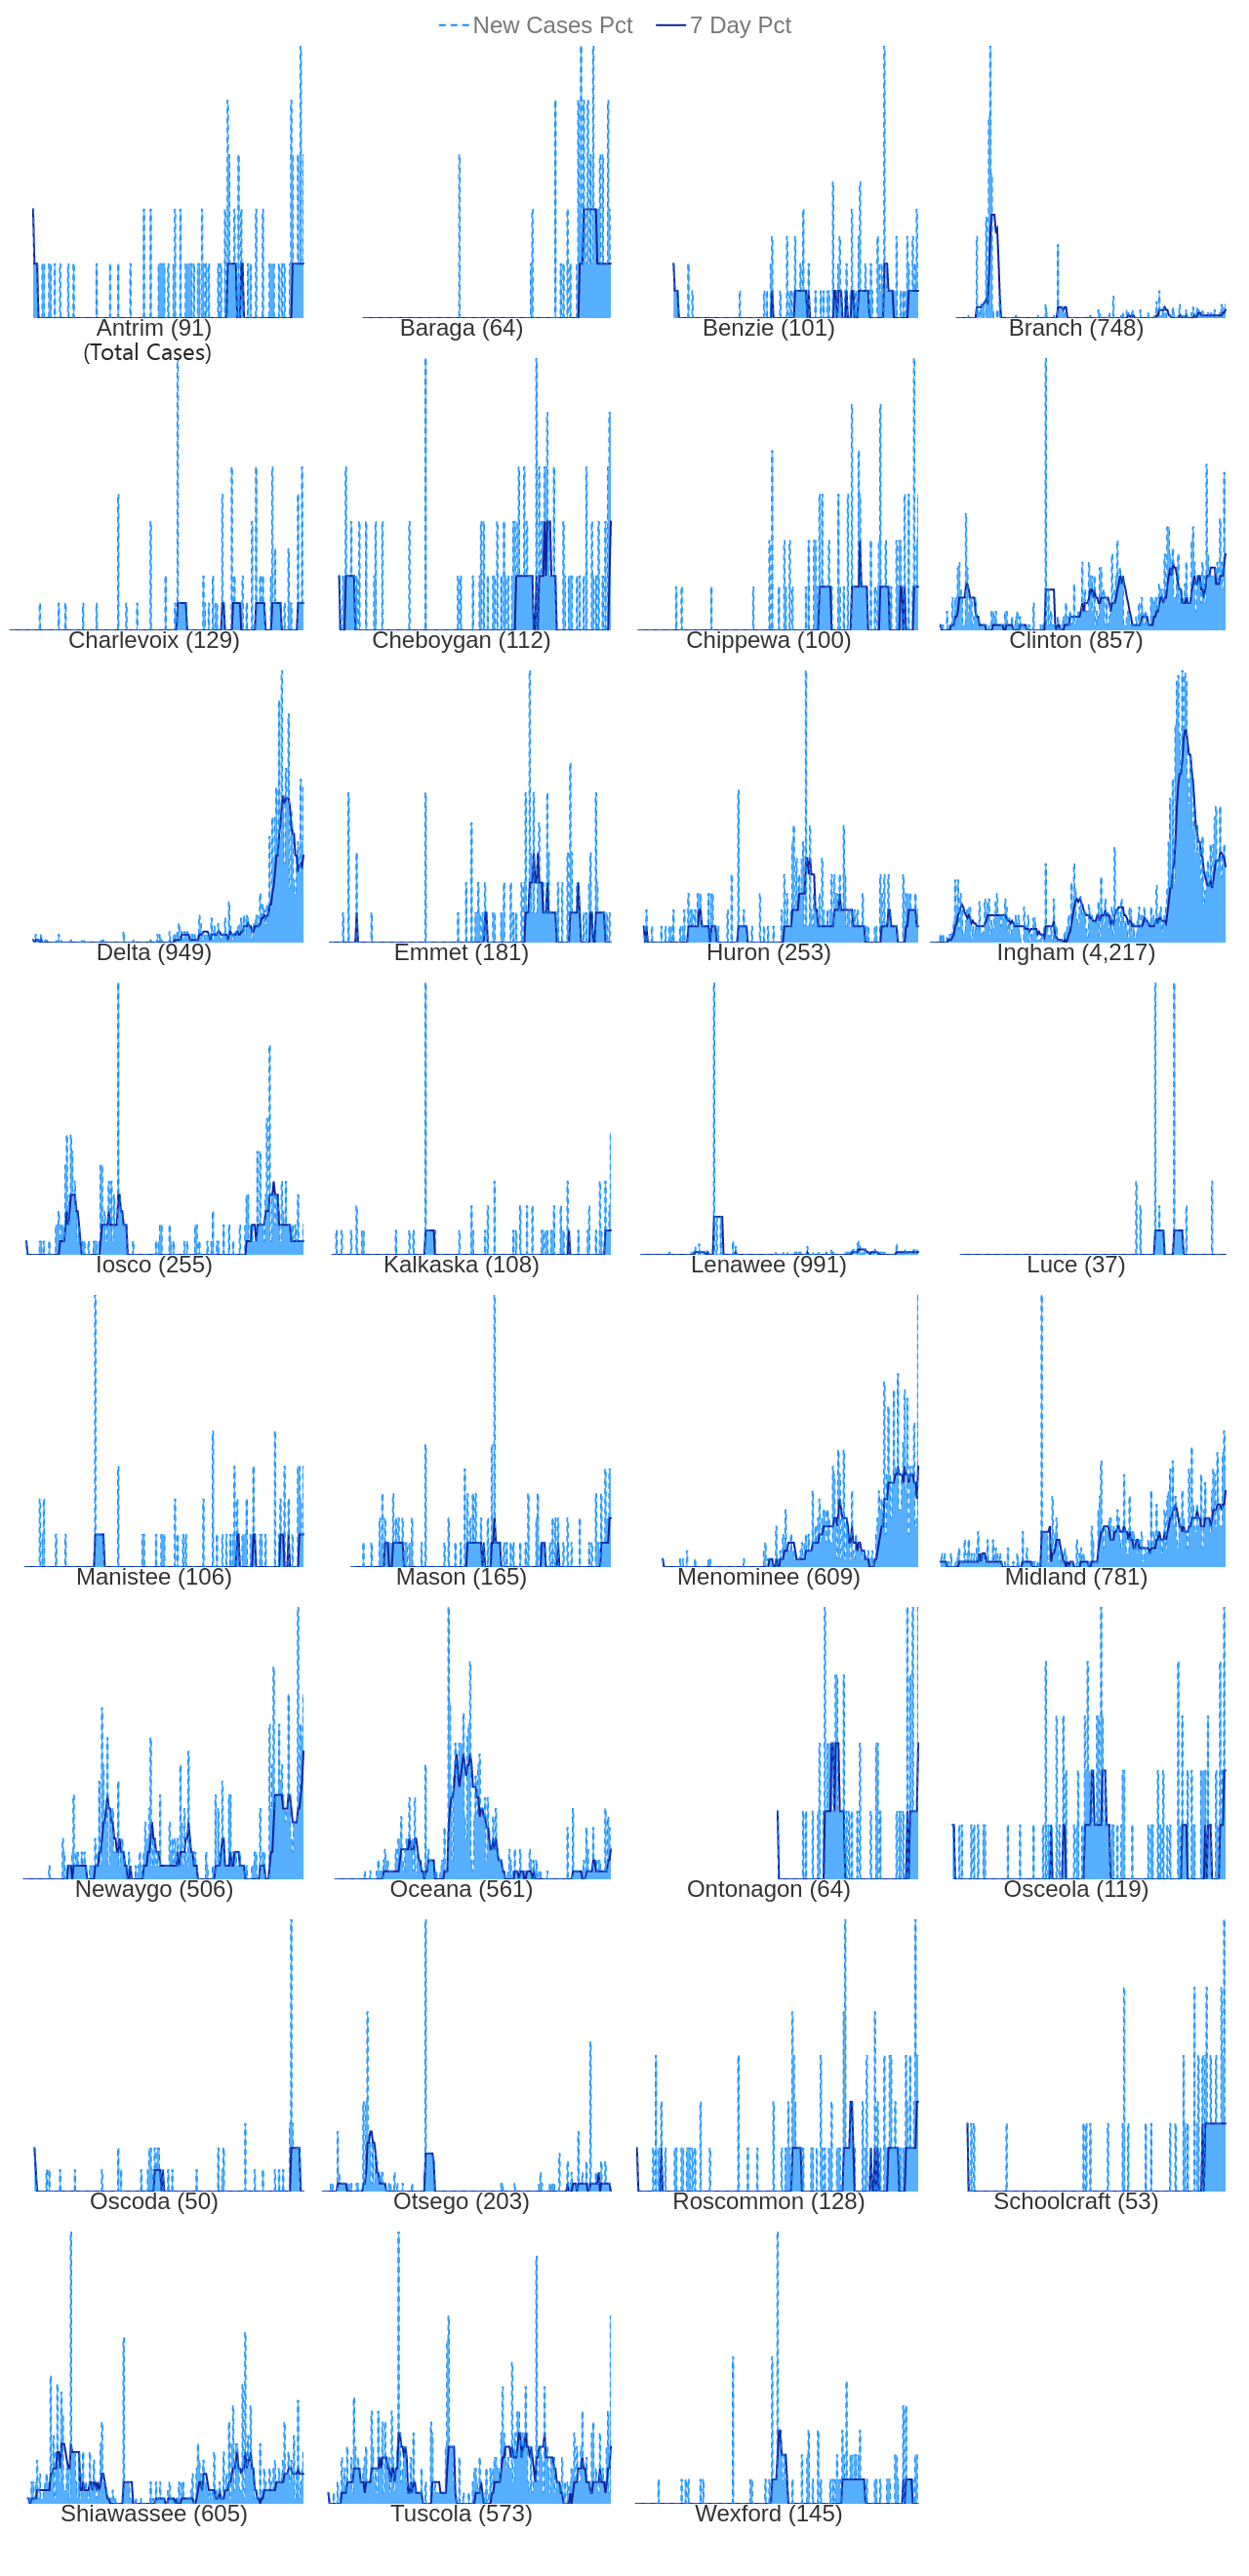 New Cases Pct 7 Day Pct
Antrim (91) Baraga (64) Benzie (101) Branch (748)
(Total Cases)
Charlevoix (129) Cheboygan (112) Chippewa (100) Clinton (857)
Delta (949) Emmet (181) Huron (253) Ingham (4,217)
Iosco (255) Kalkaska (108) Lenawee (991) Luce (37)
Manistee (106) Mason (165) Menominee (609) Midland (781)
Newaygo (506) Oceana (561) Ontonagon (64) Osceola (119)
Oscoda (50) Otsego (203) Roscommon (128) Schoolcraft (53)
Shiawassee (605) Tuscola (573) Wexford (145)